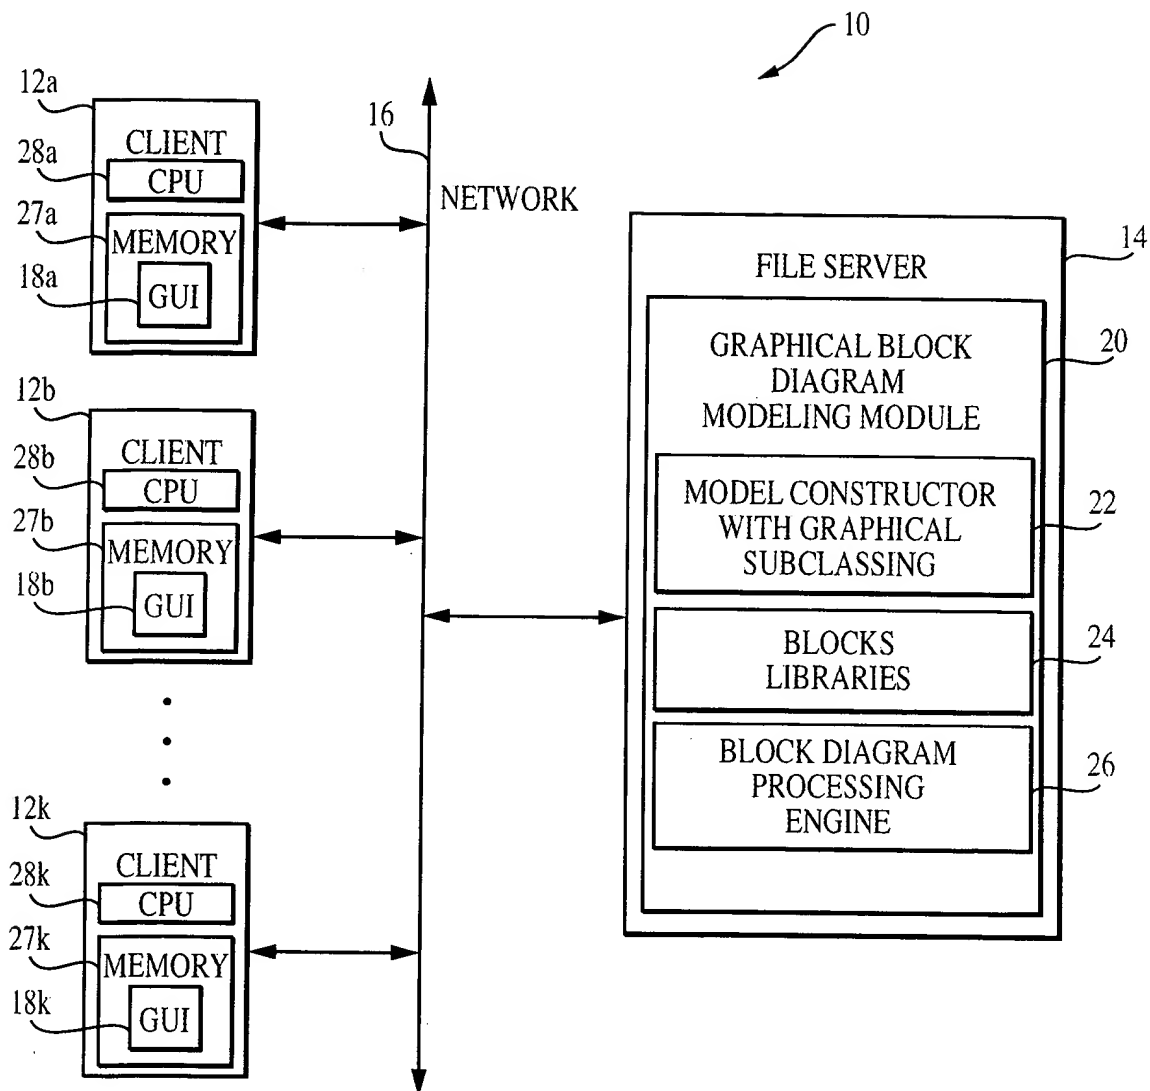 10
12a
CLIENT
28a
CPU
27a
MEMORY
18a
GUI
16
NETWORK
12b
CLIENT
28b
CPU
27b
MEMORY
18b
GUI
12k
CLIENT
28k
CPU
27k
MEMORY
18k
GUI
14
FILE SERVER
20
GRAPHICAL BLOCK
DIAGRAM
MODELING MODULE
22
MODEL CONSTRUCTOR
WITH GRAPHICAL
SUBCLASSING
24
BLOCKS
LIBRARIES
26
BLOCK DIAGRAM
PROCESSING
ENGINE